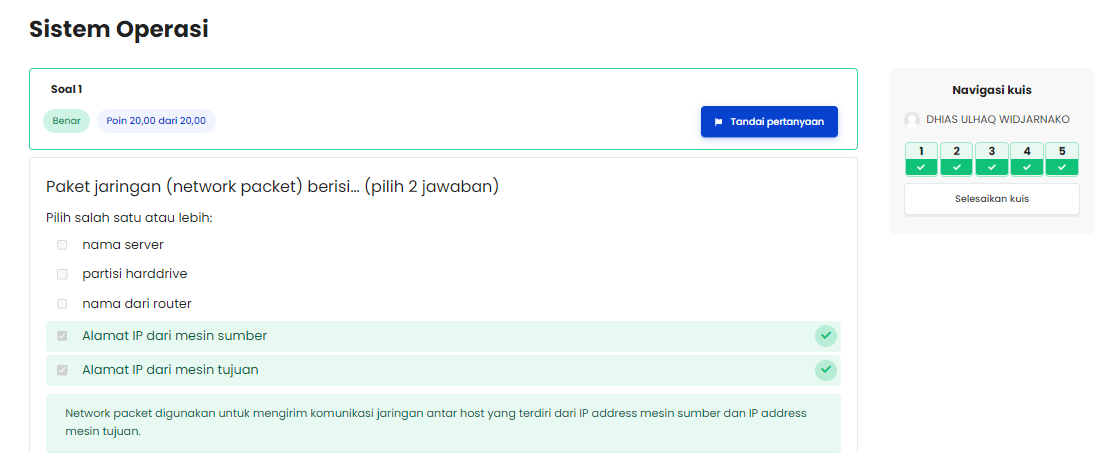 Sistem Operasi
Soal 1
Benar
Poin 20,00 dari 20,00
Tandai pertanyaan
Paket jaringan (network packet) berisi... (pilih 2 jawaban)
Pilih salah satu atau lebih:
nama server
partisi harddrive
nama dari router
Alamat IP dari mesin sumber
Alamat IP dari mesin tujuan
Network packet digunakan untuk mengirim komunikasi jaringan antar host yang terdiri dari IP address mesin sumber dan IP address
mesin tujuan.
Navigasi kuis
DHIAS ULHAQ WIDJARNAKO
1 2 3 4 5
Selesaikan kuis